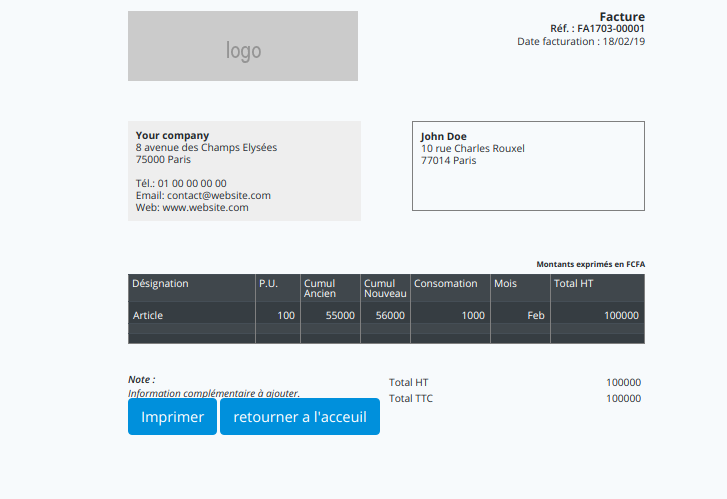 logo
Facture
Réf. : FA1703-00001
Date facturation : 18/02/19
Your company
8 avenue des Champs Elysées
75000 Paris
Tél.: 01 00 00 00 00
Email: contact@website.com
Web: www.website.com
John Doe
10 rue Charles Rouxel
77014 Paris
Montants exprimés en FCFA
Désignation P.U. Cumul Ancien Cumul Nouveau Consomation Mois Total HT
Article 100 55000 56000 1000 Feb 100000
Note :
Information complémentaire à ajouter.
Total HT 100000
Total TTC 100000
Imprimer retourner a l'acceuil